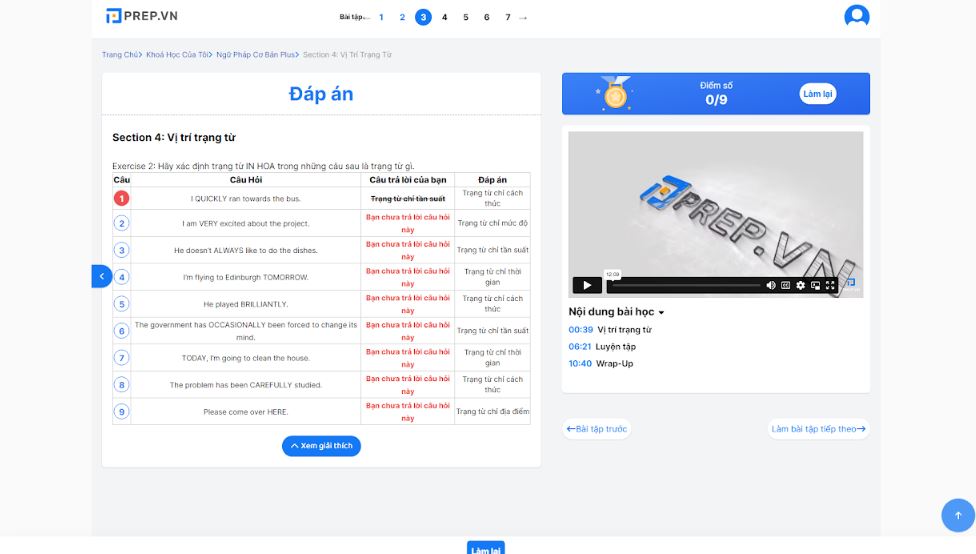 PREP.VN
Bài tập← 1 2 3 4 5 6 7 →
Trang Chủ> Khoá Học Của Tôi> Ngữ Pháp Cơ Bản Plus> Section 4: Vị Trí Trạng Từ
Đáp án
Section 4: Vị trí trạng từ
Exercise 2: Hãy xác định trạng từ IN HOA trong những câu sau là trạng từ gì.
Câu Câu Hỏi Câu trả lời của bạn Đáp án
1 I QUICKLY ran towards the bus. Trạng từ chỉ tần suất Trạng từ chỉ cách
thức
2 I am VERY excited about the project. Bạn chưa trả lời câu hỏi
này Trạng từ chỉ mức độ
3 He doesn't ALWAYS like to do the dishes. Bạn chưa trả lời câu hỏi
này Trạng từ chỉ tần suất
4 I'm flying to Edinburgh TOMORROW. Bạn chưa trả lời câu hỏi
này Trạng từ chỉ thời
gian
5 He played BRILLIANTLY. Bạn chưa trả lời câu hỏi
này Trạng từ chỉ cách
thức
6 The government has OCCASIONALLY been forced to change its
mind. Bạn chưa trả lời câu hỏi
này Trạng từ chỉ tần suất
7 TODAY, I'm going to clean the house. Bạn chưa trả lời câu hỏi
này Trạng từ chỉ thời
gian
8 The problem has been CAREFULLY studied. Bạn chưa trả lời câu hỏi
này Trạng từ chỉ cách
thức
9 Please come over HERE. Bạn chưa trả lời câu hỏi
này Trạng từ chỉ địa điểm
Xem giải thích
Điểm số
0/9
Làm lại
PREP.VN
12:09
Nội dung bài học
00:39 Vị trí trạng từ
06:21 Luyện tập
10:40 Wrap-Up
←Bài tập trước
Làm bài tập tiếp theo→
Làm lại